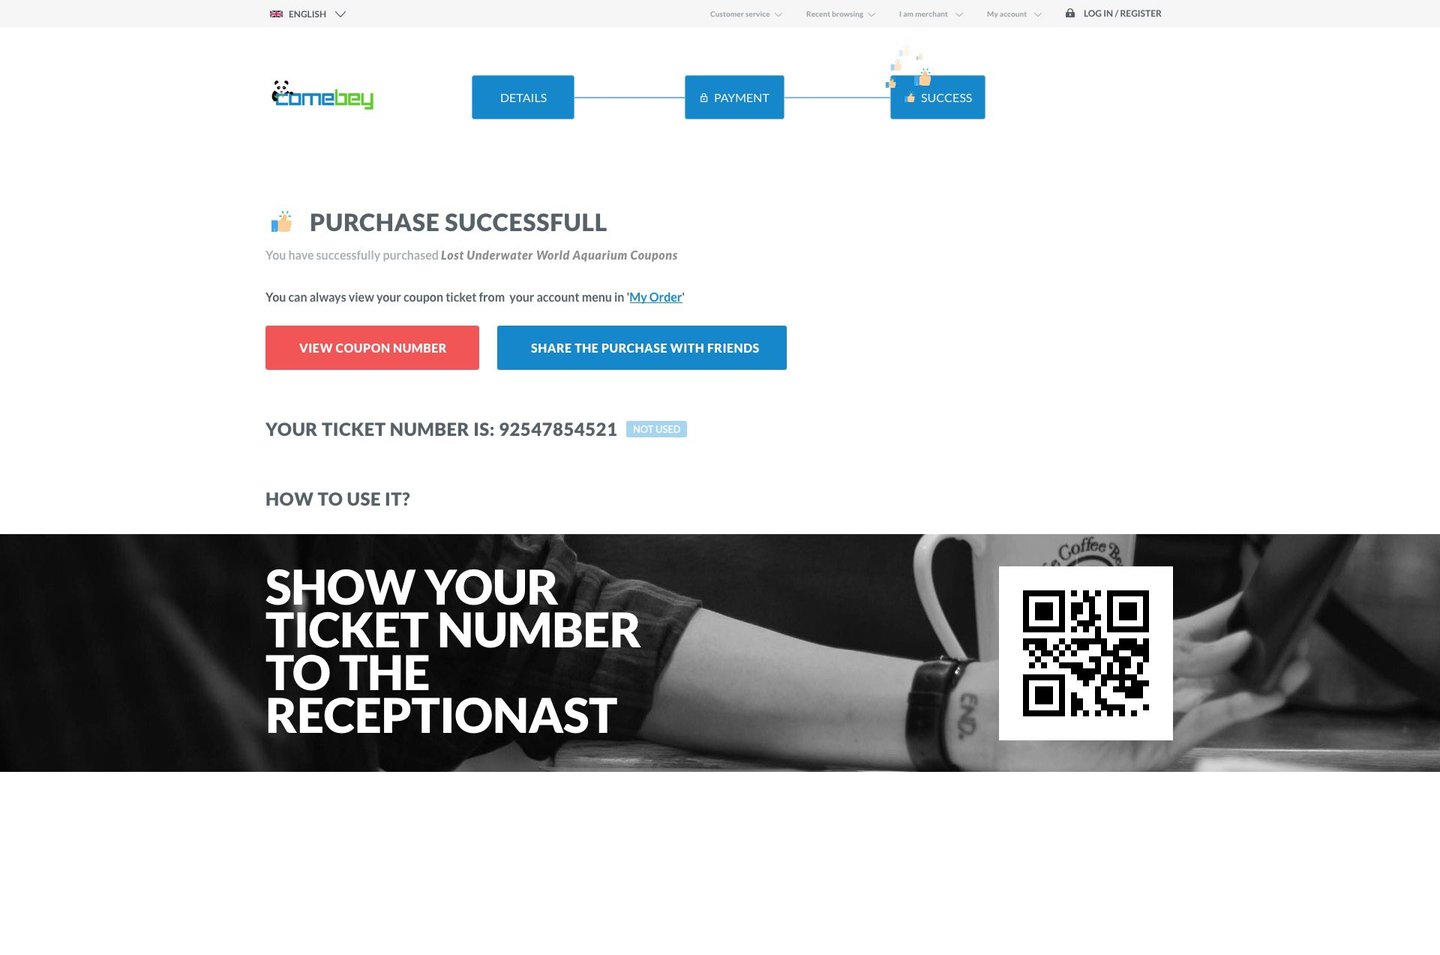 ENGLISH
Customer service
Recent browsing
I am merchant
My account
LOG IN / REGISTER
comebey
DETAILS
PAYMENT
SUCCESS
PURCHASE SUCCESSFULL
You have successfully purchased Lost Underwater World Aquarium Coupons
You can always view your coupon ticket from your account menu in 'My Order'
VIEW COUPON NUMBER
SHARE THE PURCHASE WITH FRIENDS
YOUR TICKET NUMBER IS: 92547854521 NOT USED
HOW TO USE IT?
Coffee
SHOW YOUR
TICKET NUMBER
TO THE
RECEPTIONAST
END.